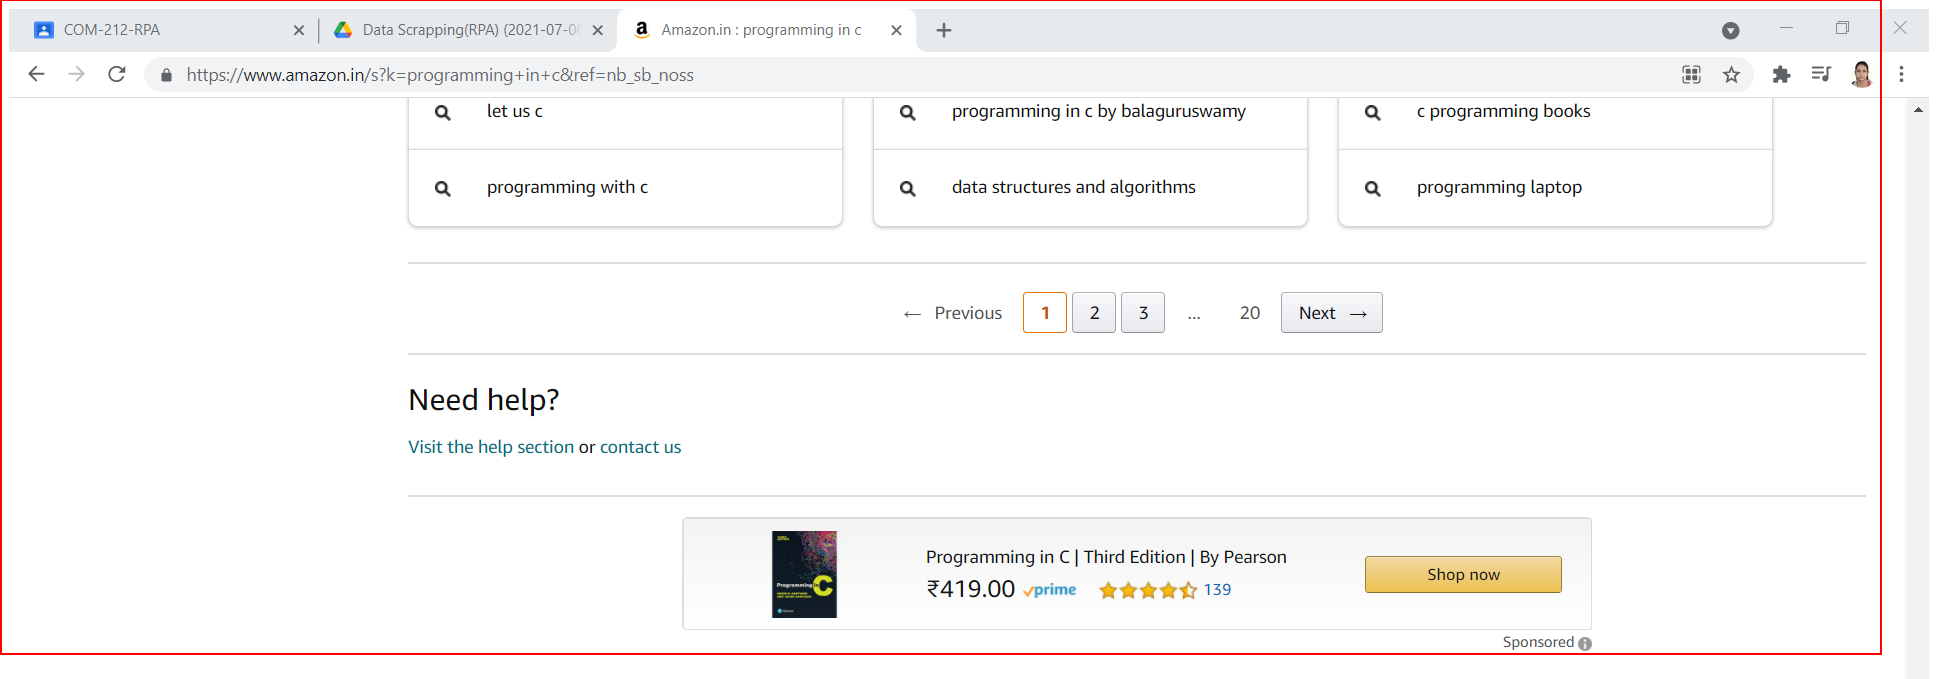 COM-212-RPA
Data Scrapping(RPA) (2021-07-06
Amazon.in : programming in c
https://www.amazon.in/s?k=programming+in+c&ref=nb_sb_noss
let us c
programming in c by balaguruswamy
c programming books
programming with c
data structures and algorithms
programming laptop
← Previous 1 2 3 ... 20 Next →
Need help?
Visit the help section or contact us
Programming in C
Programming in C | Third Edition | By Pearson
₹419.00 prime 139
Shop now
Sponsored